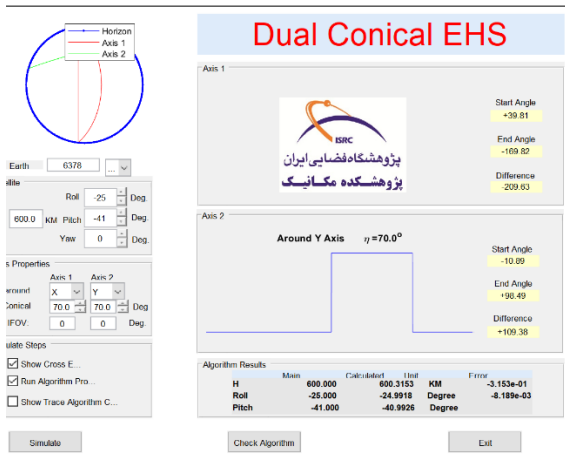 Horizon
Axis 1
Axis 2
Dual Conical EHS
Earth 6378 ...
ellite
Roll -25 Deg.
600.0 KM Pitch -41 Deg.
Yaw 0 Deg.
s Properties
Axis 1 Axis 2
around X Y
Conical 70.0 70.0 Deg
IFOV: 0 0 Deg.
ulate Steps
Show Cross E...
Run Algorithm Pro...
Show Trace Algorithm C...
Simulate
Axis 1
ISRC
پژوهشگاه فضایی ایران
پژوهشکده مکانیک
Start Angle
+39.81
End Angle
-169.82
Difference
-209.63
Axis 2
Around Y Axis η =70.0°
Start Angle
-10.89
End Angle
+98.49
Difference
+109.38
Algorithm Results
Main Calculated Unit Error
H 600.000 600.3153 KM -3.153e-01
Roll -25.000 -24.9918 Degree -8.189e-03
Pitch -41.000 -40.9926 Degree
Check Algorithm
Exit